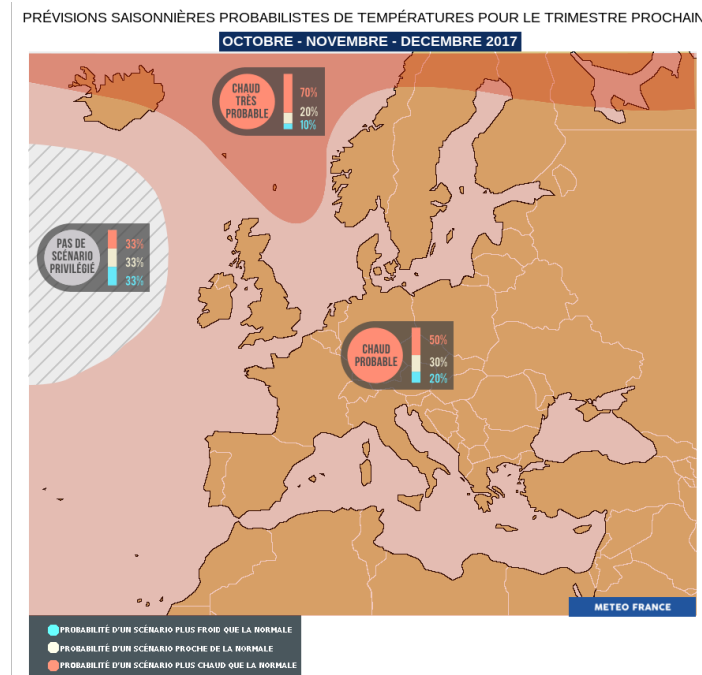 PRÉVISIONS SAISONNIÈRES PROBABILISTES DE TEMPÉRATURES POUR LE TRIMESTRE PROCHAIN
OCTOBRE - NOVEMBRE - DECEMBRE 2017
CHAUD
TRÈS
PROBABLE
70%
20%
10%
PAS DE
SCÉNARIO
PRIVILÉGIÉ
33%
33%
33%
CHAUD
PROBABLE
50%
30%
20%
METEO FRANCE
PROBABILITÉ D'UN SCÉNARIO PLUS FROID QUE LA NORMALE
PROBABILITÉ D'UN SCÉNARIO PROCHE DE LA NORMALE
PROBABILITÉ D'UN SCÉNARIO PLUS CHAUD QUE LA NORMALE